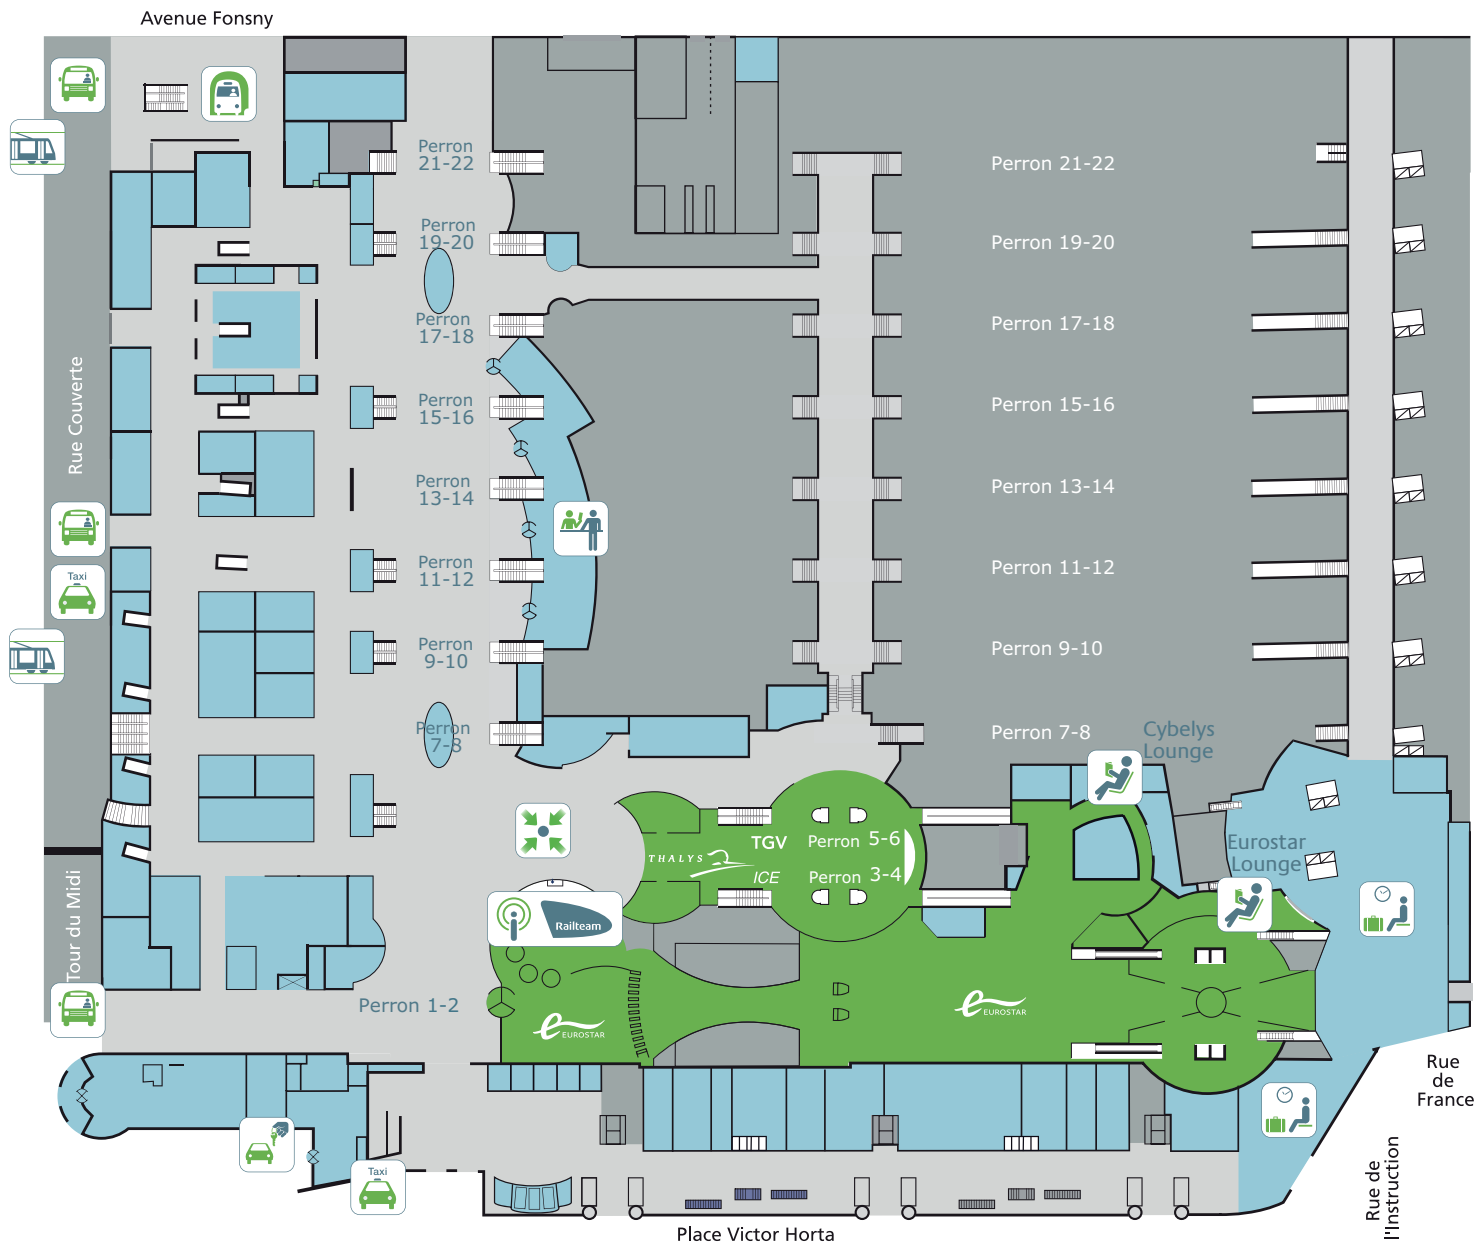 Avenue Fonsny
Perron
21-22
Perron 21-22
Perron
19-20
Perron 19-20
Perron
17-18
Perron 17-18
Rue Couverte
Perron
15-16
Perron 15-16
Perron
13-14
Perron 13-14
Perron
11-12
Perron 11-12
Taxi
Perron
9-10
Perron 9-10
Perron
7-8
Perron 7-8
Cybelys
Lounge
THALYS
TGV
Perron 5-6
ICE
Perron 3-4
Eurostar
Lounge
Tour du Midi
Railteam
Perron 1-2
e
EUROSTAR
e
EUROSTAR
Rue
de
France
Rue de
l'Instruction
Taxi
Place Victor Horta